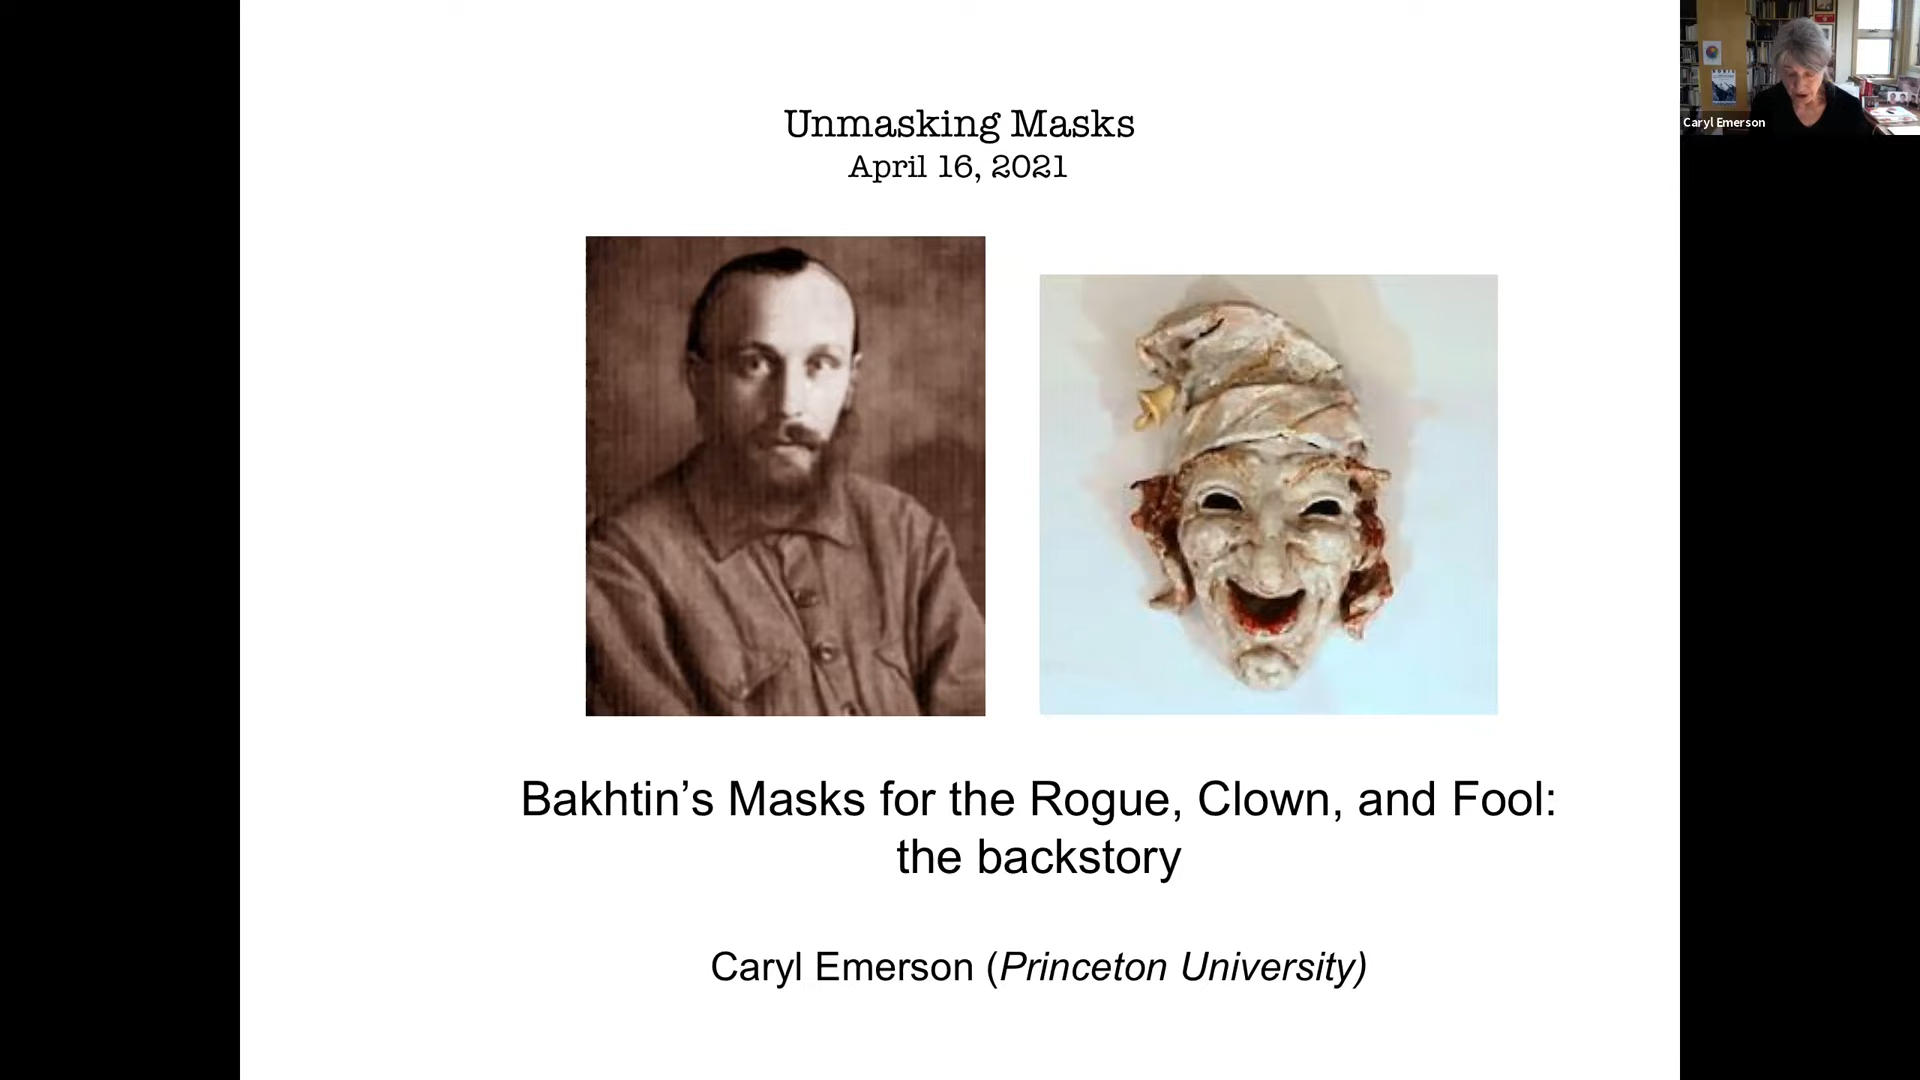 Unmasking Masks
April 16, 2021
Caryl Emerson
Bakhtin’s Masks for the Rogue, Clown, and Fool:
the backstory
Caryl Emerson (Princeton University)